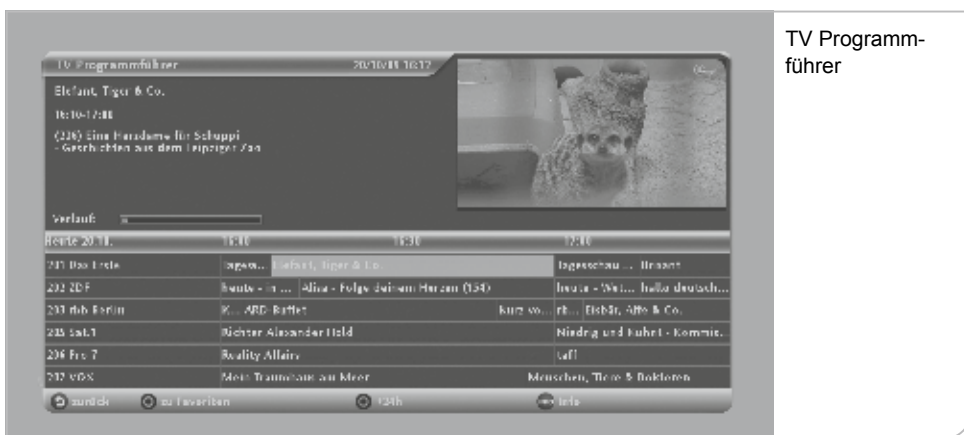 TV Programm-
führer
TV Programmführer 20/10/09 16:12
Elefant, Tiger & Co.
16:10-17:00
(226) Eine Herzdame für Schuppi
- Geschichten aus dem Leipziger Zoo
Verlauf:
Heute 20.10. 16:00 16:30 17:00
201 Das Erste Tagess... Elefant, Tiger & Co. Tagesschau ... Brisant
202 ZDF heute - in ... Alisa - Folge deinem Herzen (154) heute - Wet... hallo deutsch...
203 rbb Berlin K... ARD-Buffet Kurz vo... rb... Eisbär, Affe & Co.
205 Sat.1 Richter Alexander Hold Niedrig und Kuhnt - Kommis...
206 Pro 7 Reality Affairs taff
207 VOX Mein Traumhaus am Meer Menschen, Tiere & Doktoren
zurück zu Favoriten +24h Info